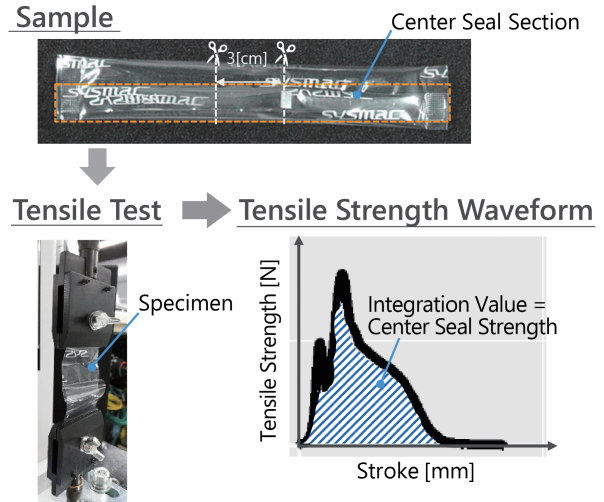 Sample
Center Seal Section
3[cm]
sysmac
sysmac
sysmac
sysmac
Tensile Test
Tensile Strength Waveform
Specimen
Tensile Strength [N]
Integration Value =
Center Seal Strength
Stroke [mm]